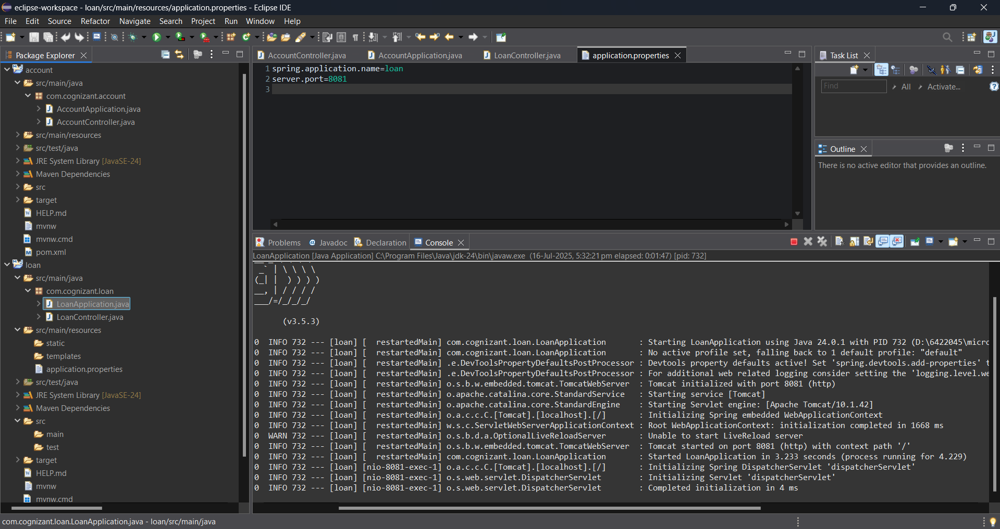 eclipse-workspace - loan/src/main/resources/application.properties - Eclipse IDE
File Edit Source Refactor Navigate Search Project Run Window Help
Package Explorer
account
src/main/java
com.cognizant.account
AccountApplication.java
AccountController.java
src/main/resources
src/test/java
JRE System Library [JavaSE-24]
Maven Dependencies
src
target
HELP.md
mvnw
mvnw.cmd
pom.xml
loan
src/main/java
com.cognizant.loan
LoanApplication.java
LoanController.java
src/main/resources
static
templates
application.properties
src/test/java
JRE System Library [JavaSE-24]
Maven Dependencies
src
main
test
target
HELP.md
mvnw
mvnw.cmd
AccountController.java AccountApplication.java LoanController.java application.properties
1 spring.application.name=loan
2 server.port=8081
3
Task List
Find All Activate...
Outline
There is no active editor that provides an outline.
Problems Javadoc Declaration Console
LoanApplication [Java Application] C:\Program Files\Java\jdk-24\bin\javaw.exe (16-Jul-2025, 5:32:21 pm elapsed: 0:01:47) [pid: 732]
_` | \ \ \ \
(_| | ) ) ) )
__, | / / / /
___/=/_/_/_/
(v3.5.3)
0 INFO 732 --- [loan] [ restartedMain] com.cognizant.loan.LoanApplication : Starting LoanApplication using Java 24.0.1 with PID 732 (D:\6422045\micro
0 INFO 732 --- [loan] [ restartedMain] com.cognizant.loan.LoanApplication : No active profile set, falling back to 1 default profile: "default"
0 INFO 732 --- [loan] [ restartedMain] .e.DevToolsPropertyDefaultsPostProcessor : Devtools property defaults active! Set 'spring.devtools.add-properties' t
0 INFO 732 --- [loan] [ restartedMain] .e.DevToolsPropertyDefaultsPostProcessor : For additional web related logging consider setting the 'logging.level.we
0 INFO 732 --- [loan] [ restartedMain] o.s.b.w.embedded.tomcat.TomcatWebServer : Tomcat initialized with port 8081 (http)
0 INFO 732 --- [loan] [ restartedMain] o.apache.catalina.core.StandardService : Starting service [Tomcat]
0 INFO 732 --- [loan] [ restartedMain] o.apache.catalina.core.StandardEngine : Starting Servlet engine: [Apache Tomcat/10.1.42]
0 INFO 732 --- [loan] [ restartedMain] o.a.c.c.C.[Tomcat].[localhost].[/] : Initializing Spring embedded WebApplicationContext
0 INFO 732 --- [loan] [ restartedMain] w.s.c.ServletWebServerApplicationContext : Root WebApplicationContext: initialization completed in 1668 ms
0 WARN 732 --- [loan] [ restartedMain] o.s.b.d.a.OptionalLiveReloadServer : Unable to start LiveReload server
0 INFO 732 --- [loan] [ restartedMain] o.s.b.w.embedded.tomcat.TomcatWebServer : Tomcat started on port 8081 (http) with context path '/'
0 INFO 732 --- [loan] [ restartedMain] com.cognizant.loan.LoanApplication : Started LoanApplication in 3.233 seconds (process running for 4.229)
0 INFO 732 --- [loan] [nio-8081-exec-1] o.a.c.c.C.[Tomcat].[localhost].[/] : Initializing Spring DispatcherServlet 'dispatcherServlet'
0 INFO 732 --- [loan] [nio-8081-exec-1] o.s.web.servlet.DispatcherServlet : Initializing Servlet 'dispatcherServlet'
0 INFO 732 --- [loan] [nio-8081-exec-1] o.s.web.servlet.DispatcherServlet : Completed initialization in 4 ms
com.cognizant.loan.LoanApplication.java - loan/src/main/java